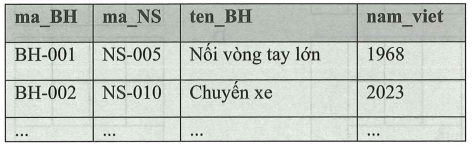 ma_BH ma_NS ten_BH nam_viet
BH-001 NS-005 Nối vòng tay lớn 1968
BH-002 NS-010 Chuyến xe 2023
... ... ... ...